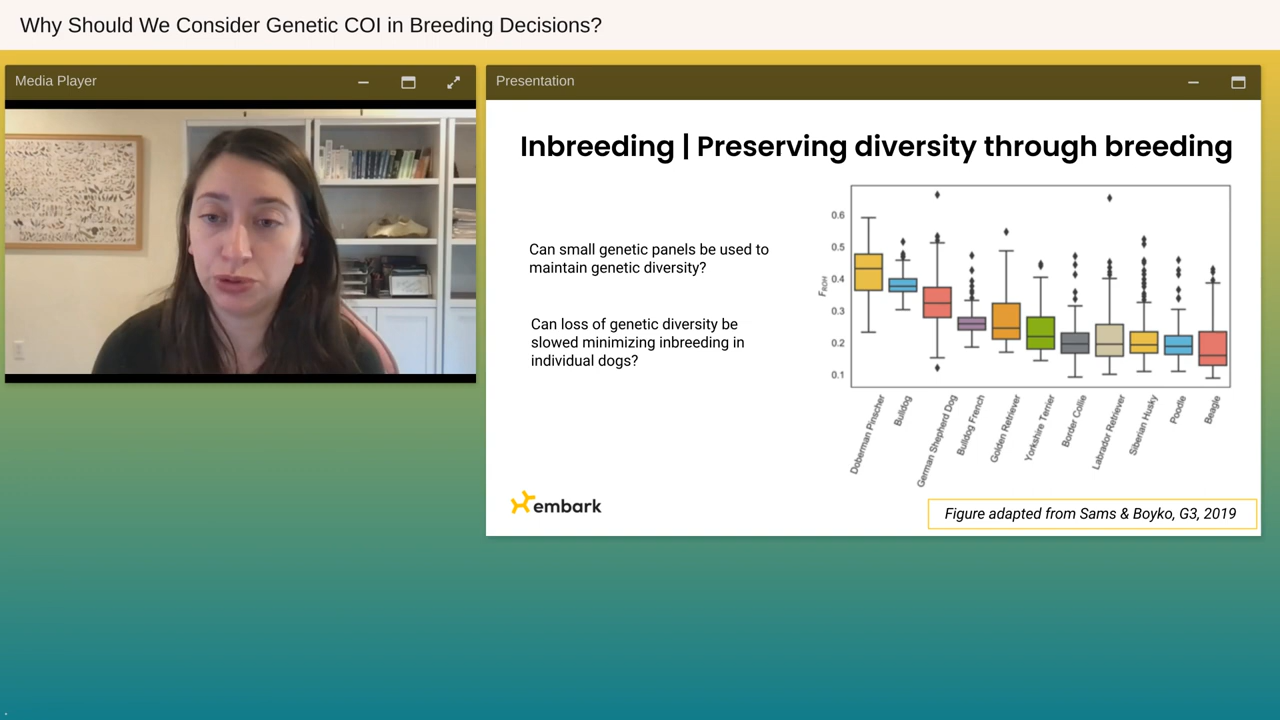 Why Should We Consider Genetic COI in Breeding Decisions?
Media Player
Presentation
Inbreeding | Preserving diversity through breeding
Can small genetic panels be used to
maintain genetic diversity?
Can loss of genetic diversity be
slowed minimizing inbreeding in
individual dogs?
0.6
0.5
0.4
0.3
0.2
0.1
FROH
Doberman Pinscher
Bulldog
German Shepherd Dog
Bulldog French
Golden Retriever
Yorkshire Terrier
Border Collie
Labrador Retriever
Siberian Husky
Poodle
Beagle
embark
Figure adapted from Sams & Boyko, G3, 2019